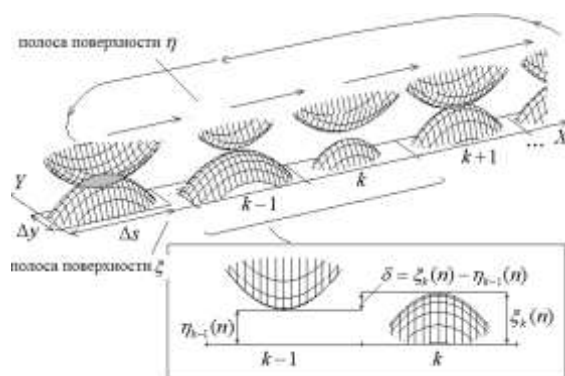 полоса поверхности η
X
Y
k+1
...
k
k−1
Δy
Δs
полоса поверхности ζ
δ = ξₖ(n) − ηₖ₋₁(n)
ηₖ₋₁(n)
ξₖ(n)
k−1
k